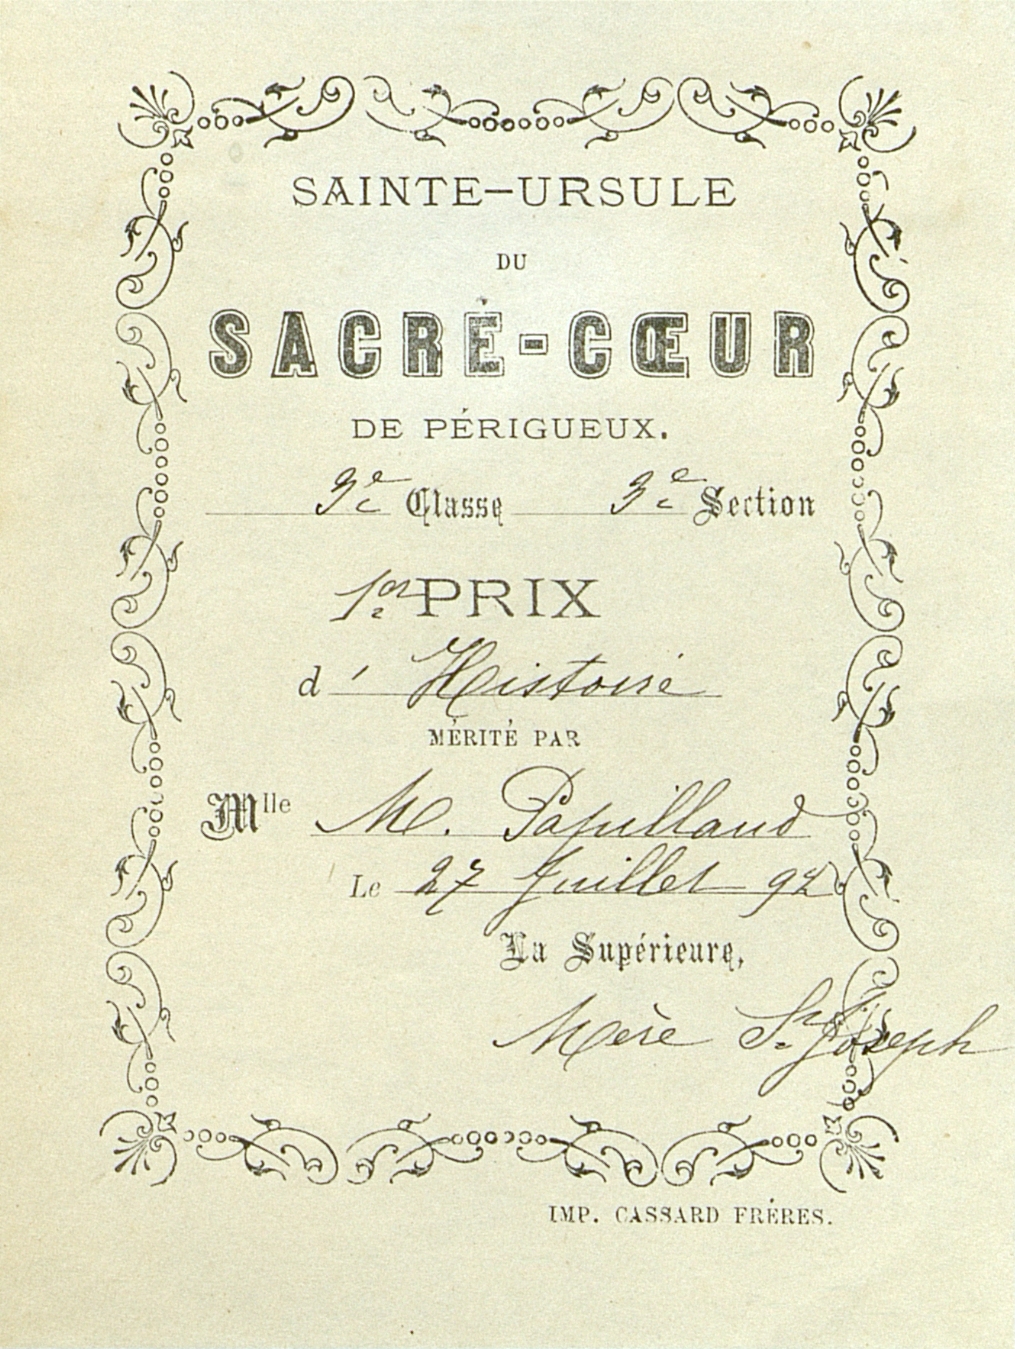 SAINTE-URSULE
DU
SACRÉ-CŒUR
DE PÉRIGUEUX.
3e Classe 3e Section
1er PRIX
d' Histoire
MÉRITÉ PAR
Mlle M. Papillaud
Le 27 Juillet 92
La Supérieure,
Mère St Joseph
IMP. CASSARD FRÈRES.